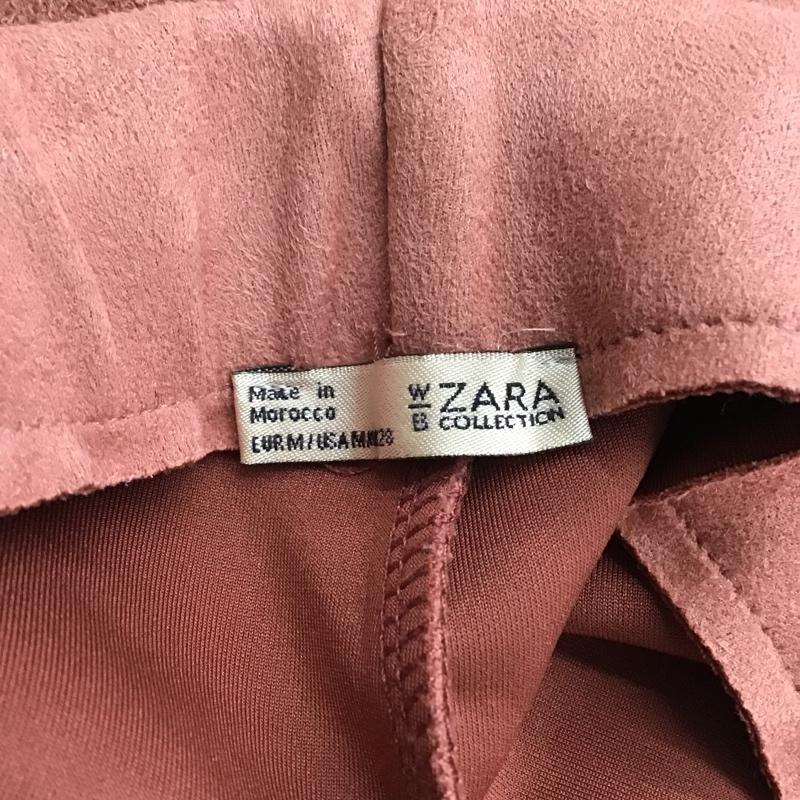 Made in
Morocco
EUR M / USA M
W
B
ZARA
COLLECTION